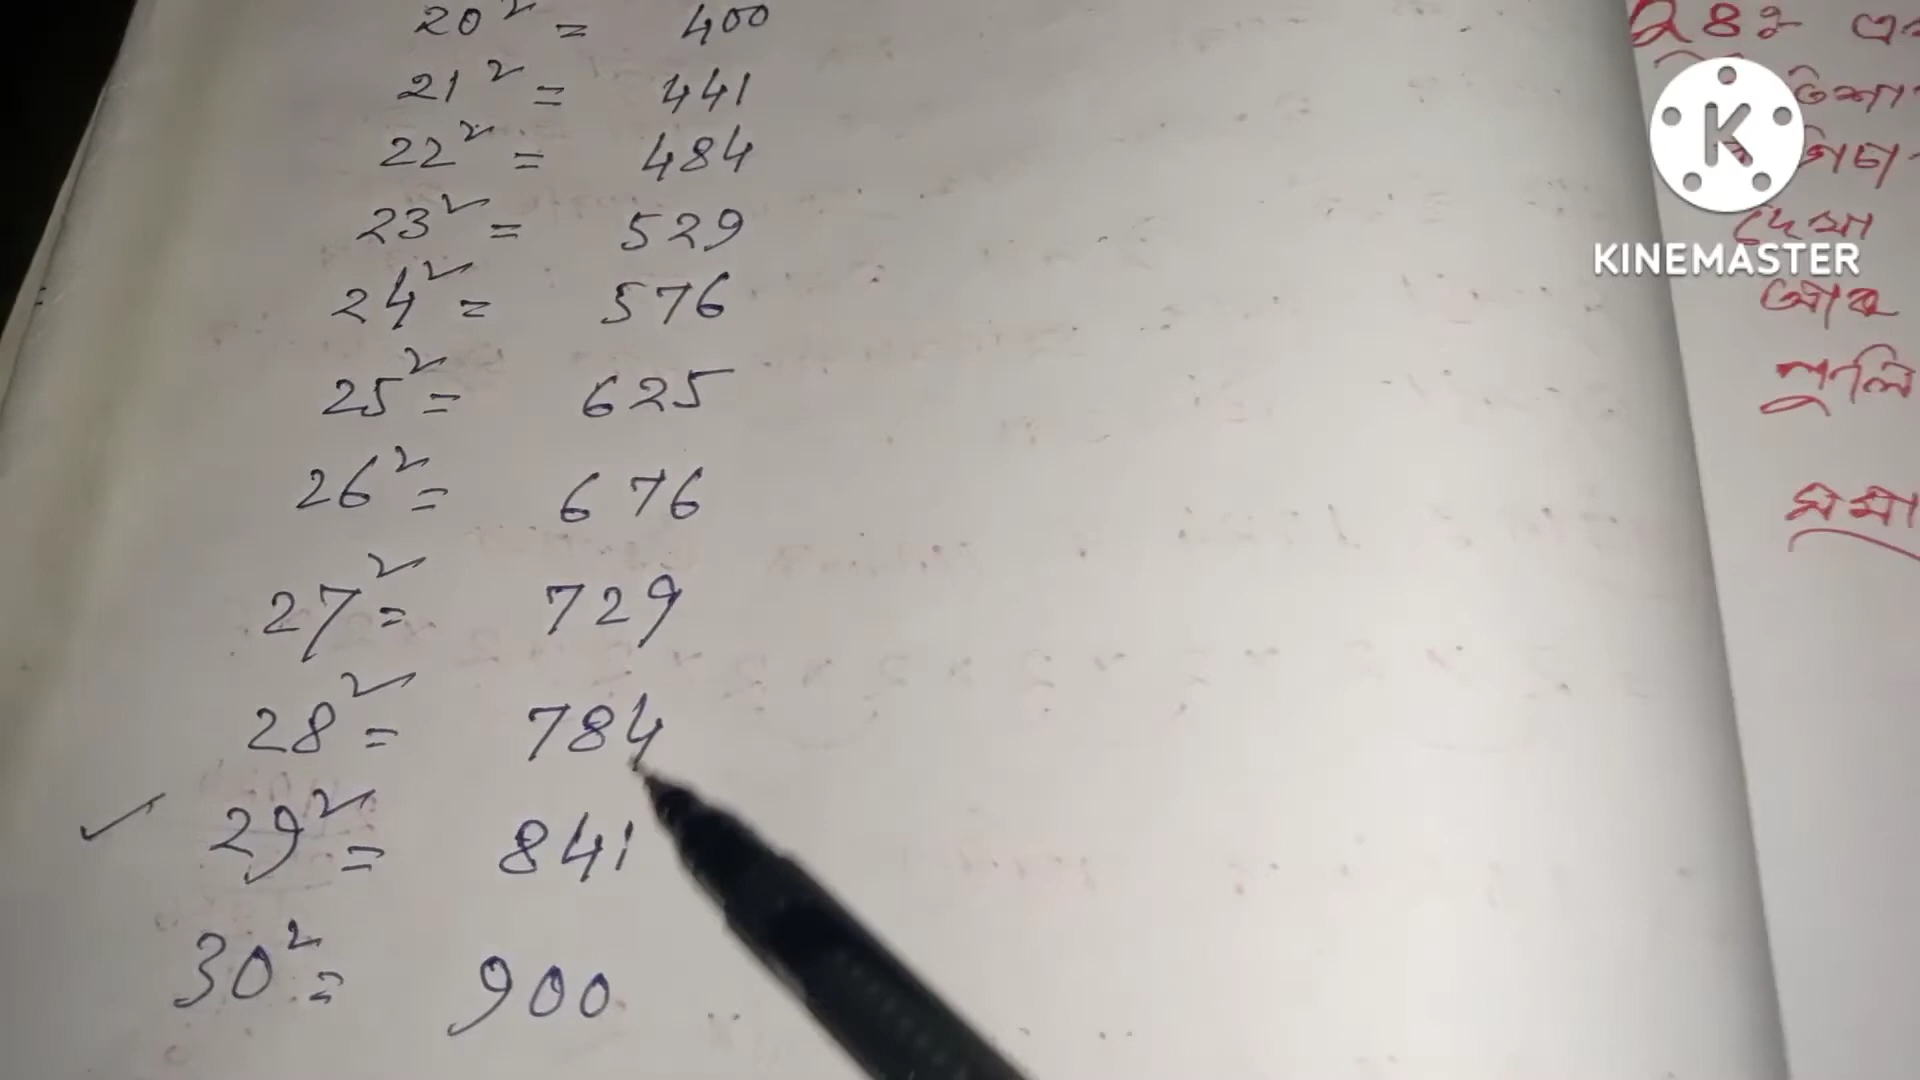 20² = 400
21² = 441
22² = 484
23² = 529
24² = 576
25² = 625
26² = 676
27² = 729
28² = 784
29² = 841
30² = 900
K
KINEMASTER